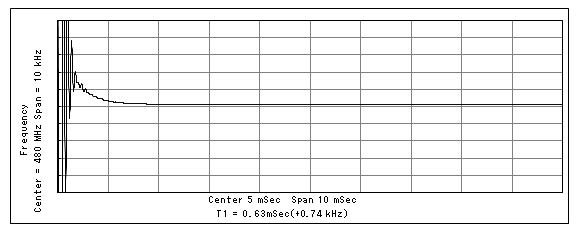 Frequency
Center = 480 MHz Span = 10 kHz
Center 5 mSec Span 10 mSec
T1 = 0.63mSec(+0.74 kHz)